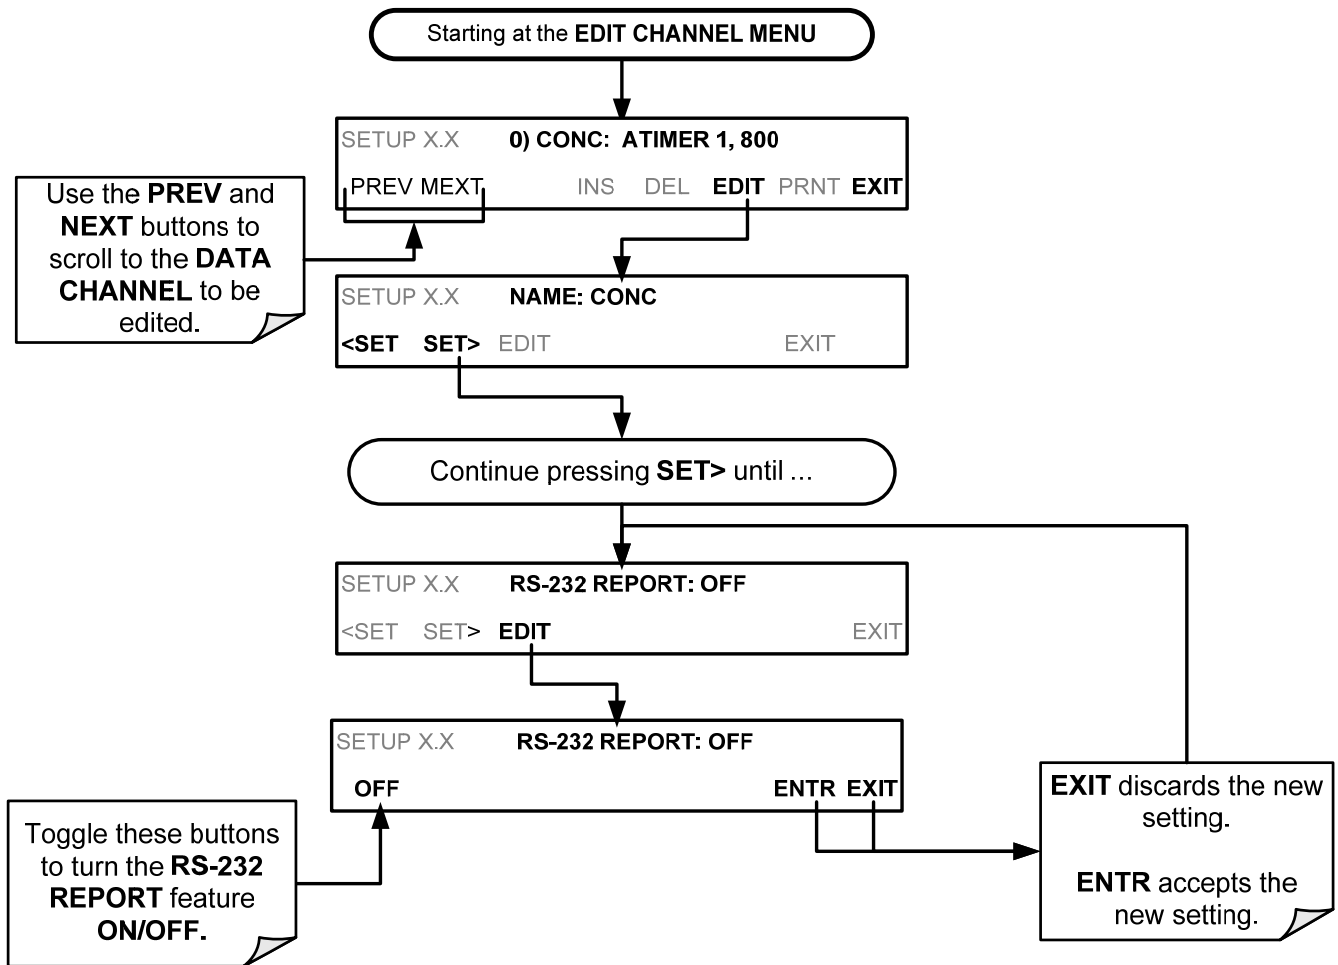 Starting at the EDIT CHANNEL MENU
SETUP X.X 0) CONC: ATIMER 1, 800
PREV MEXT INS DEL EDIT PRNT EXIT
Use the PREV and
NEXT buttons to
scroll to the DATA
CHANNEL to be
edited.
SETUP X.X NAME: CONC
<SET SET> EDIT EXIT
Continue pressing SET> until ...
SETUP X.X RS-232 REPORT: OFF
<SET SET> EDIT EXIT
SETUP X.X RS-232 REPORT: OFF
OFF ENTR EXIT
Toggle these buttons
to turn the RS-232
REPORT feature
ON/OFF.
EXIT discards the new
setting.
ENTR accepts the
new setting.